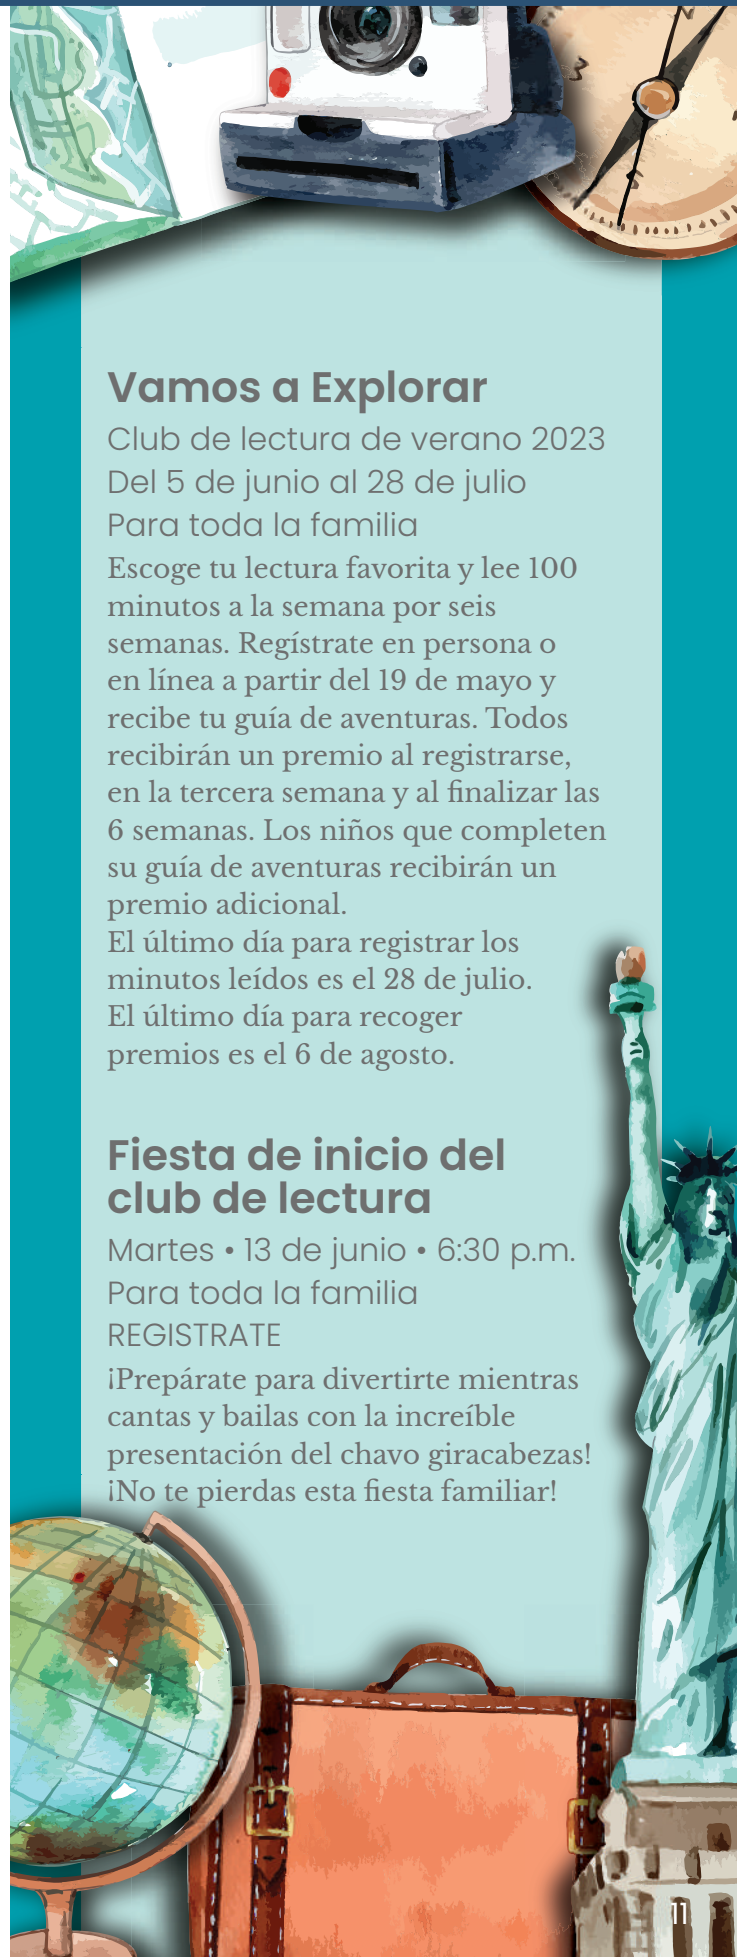 Vamos a Explorar
Club de lectura de verano 2023
Del 5 de junio al 28 de julio
Para toda la familia
Escoge tu lectura favorita y lee 100
minutos a la semana por seis
semanas. Regístrate en persona o
en línea a partir del 19 de mayo y
recibe tu guía de aventuras. Todos
recibirán un premio al registrarse,
en la tercera semana y al finalizar las
6 semanas. Los niños que completen
su guía de aventuras recibirán un
premio adicional.
El último día para registrar los
minutos leídos es el 28 de julio.
El último día para recoger
premios es el 6 de agosto.
Fiesta de inicio del
club de lectura
Martes • 13 de junio • 6:30 p.m.
Para toda la familia
REGISTRATE
¡Prepárate para divertirte mientras
cantas y bailas con la increíble
presentación del chavo giracabezas!
¡No te pierdas esta fiesta familiar!
11